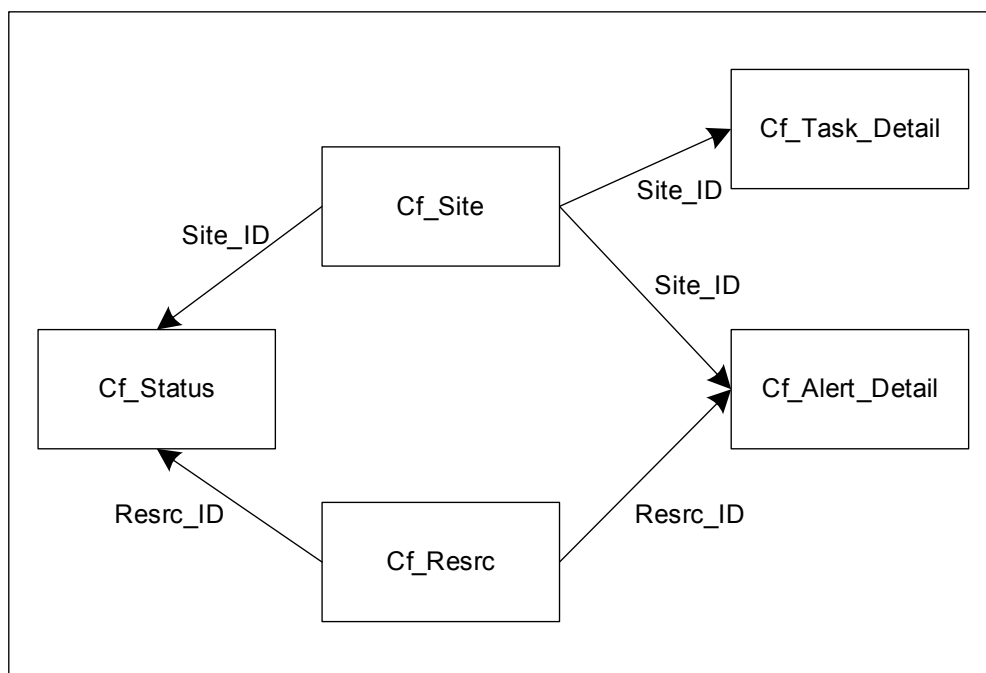 Cf_Task_Detail
Cf_Site
Site_ID
Site_ID
Site_ID
Cf_Status
Cf_Alert_Detail
Resrc_ID
Resrc_ID
Cf_Resrc